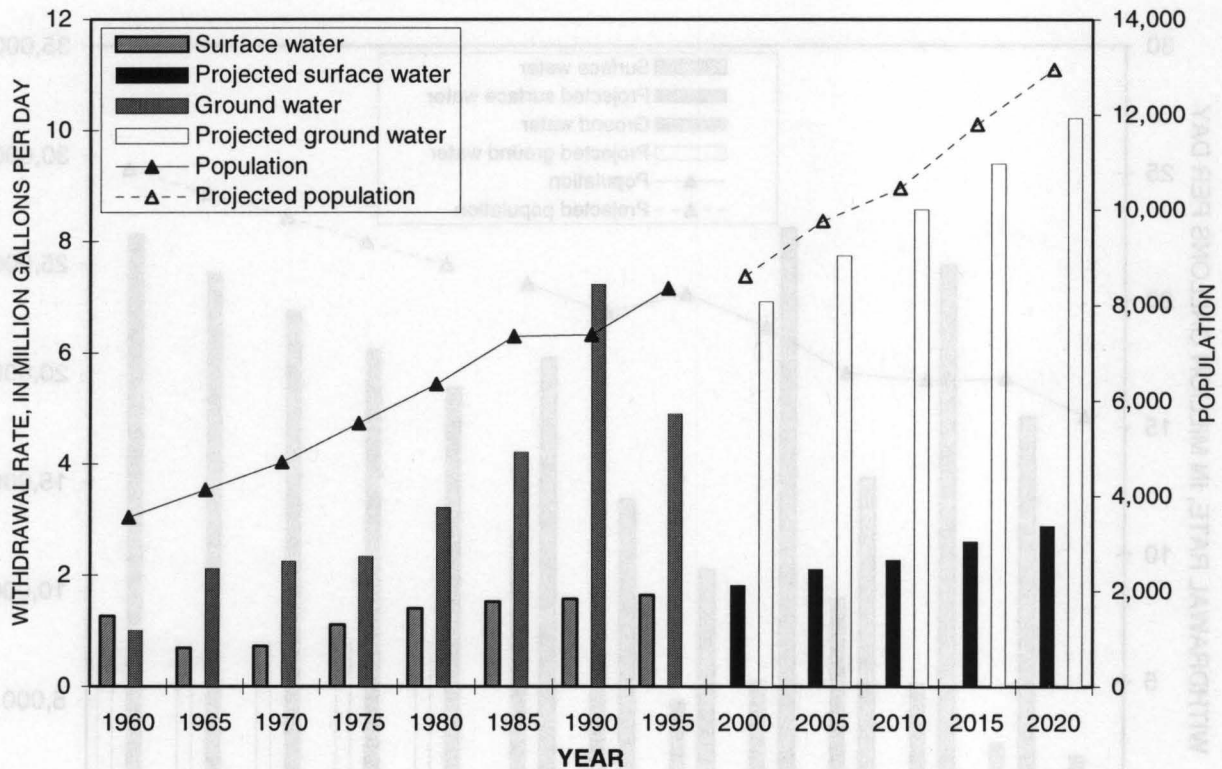 12
10
8
6
4
2
0
WITHDRAWAL RATE, IN MILLION GALLONS PER DAY
Surface water
Projected surface water
Ground water
Projected ground water
Population
Projected population
14,000
12,000
10,000
8,000
6,000
4,000
2,000
0
POPULATION
1960 1965 1970 1975 1980 1985 1990 1995 2000 2005 2010 2015 2020
YEAR